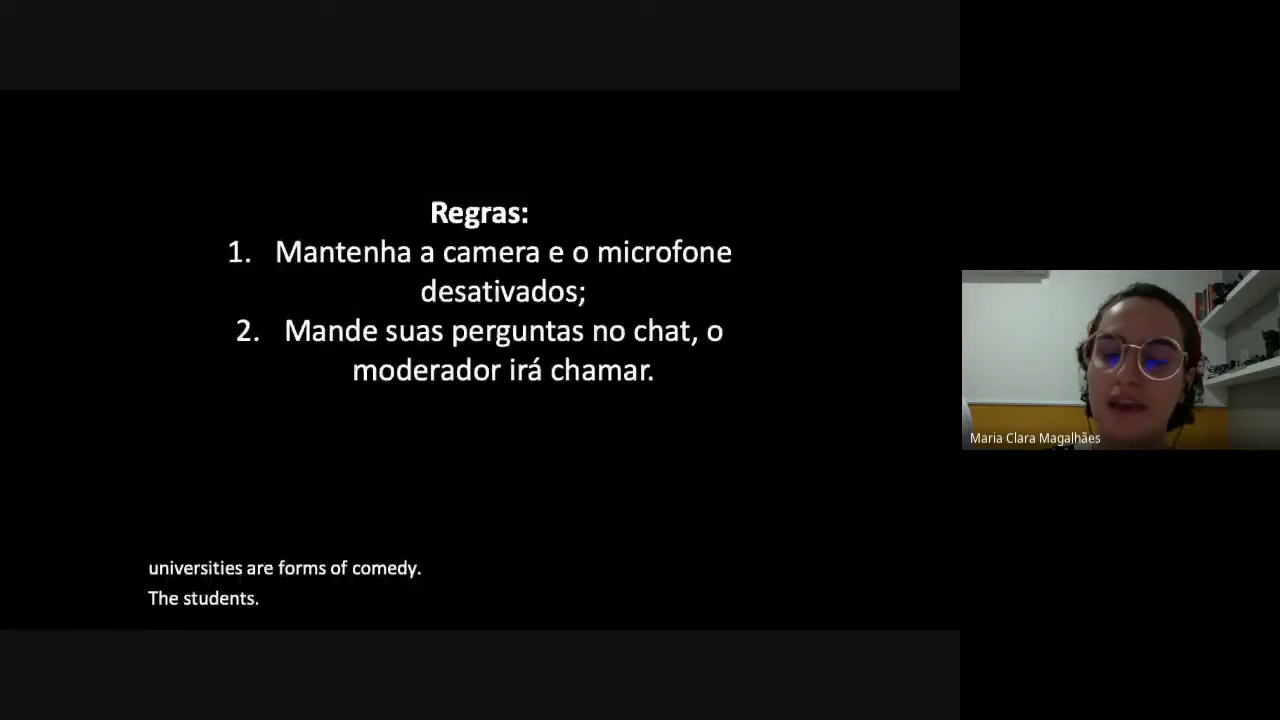 Regras:
1. Mantenha a camera e o microfone
desativados;
2. Mande suas perguntas no chat, o
moderador irá chamar.
Maria Clara Magalhães
universities are forms of comedy.
The students.